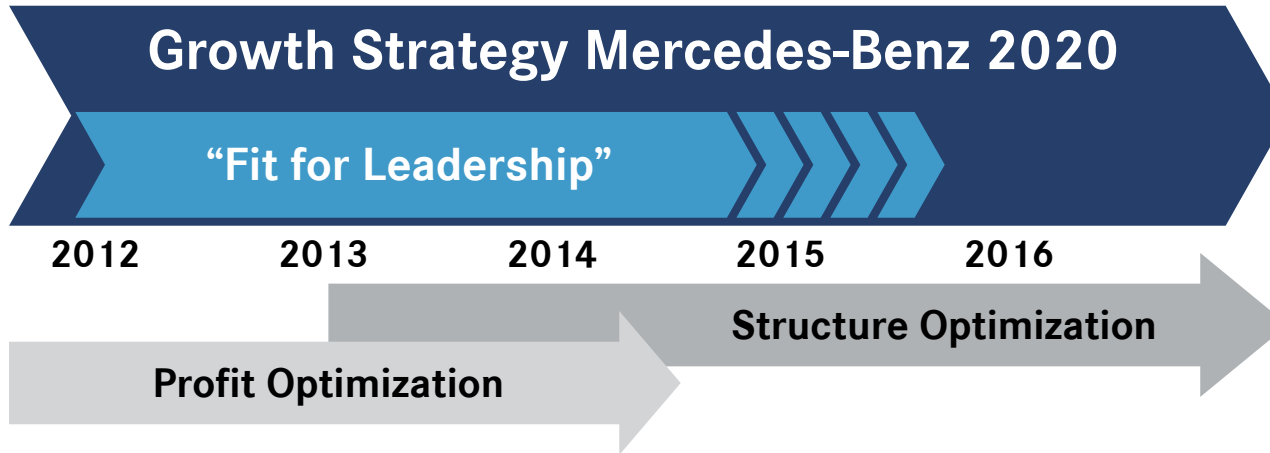 Growth Strategy Mercedes-Benz 2020
“Fit for Leadership”
2012 2013 2014 2015 2016
Structure Optimization
Profit Optimization